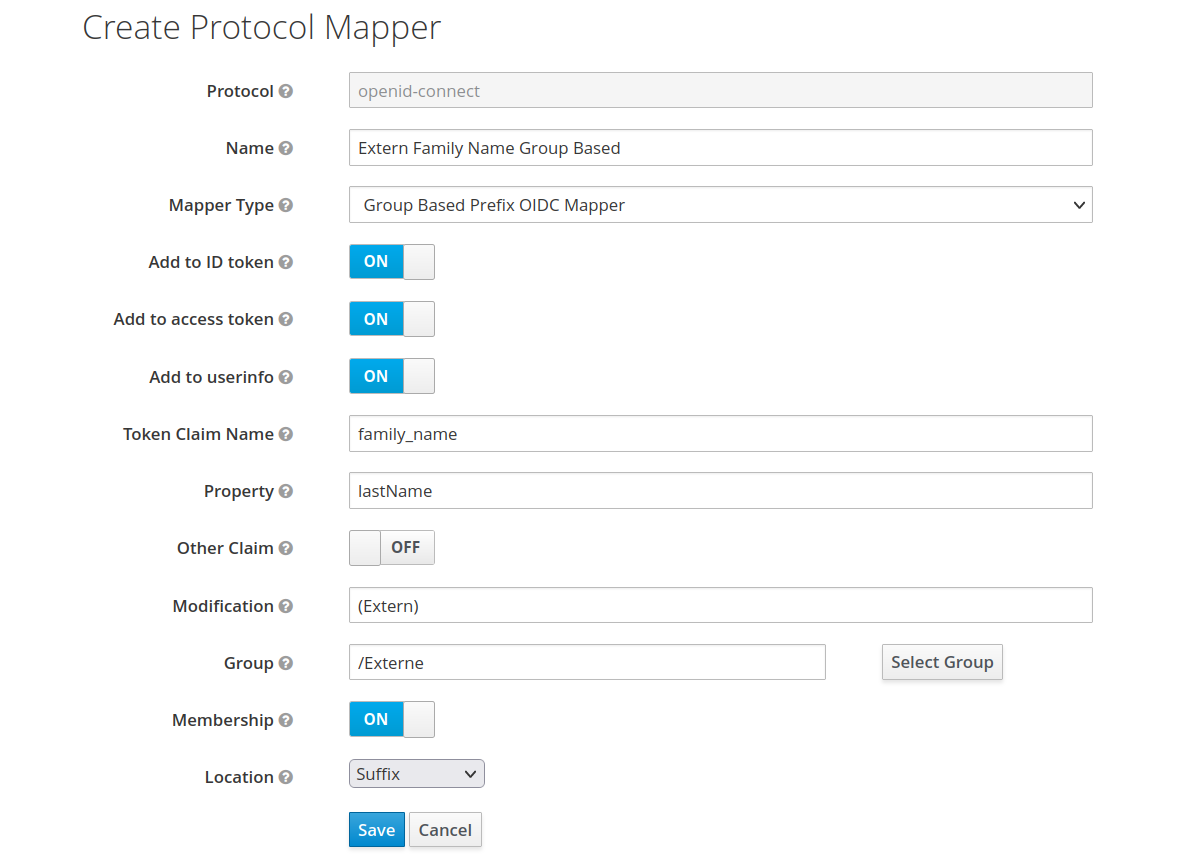 Create Protocol Mapper
Protocol
openid-connect
Name
Extern Family Name Group Based
Mapper Type
Group Based Prefix OIDC Mapper
Add to ID token
ON
Add to access token
ON
Add to userinfo
ON
Token Claim Name
family_name
Property
lastName
Other Claim
OFF
Modification
(Extern)
Group
/Externe
Select Group
Membership
ON
Location
Suffix
Save
Cancel